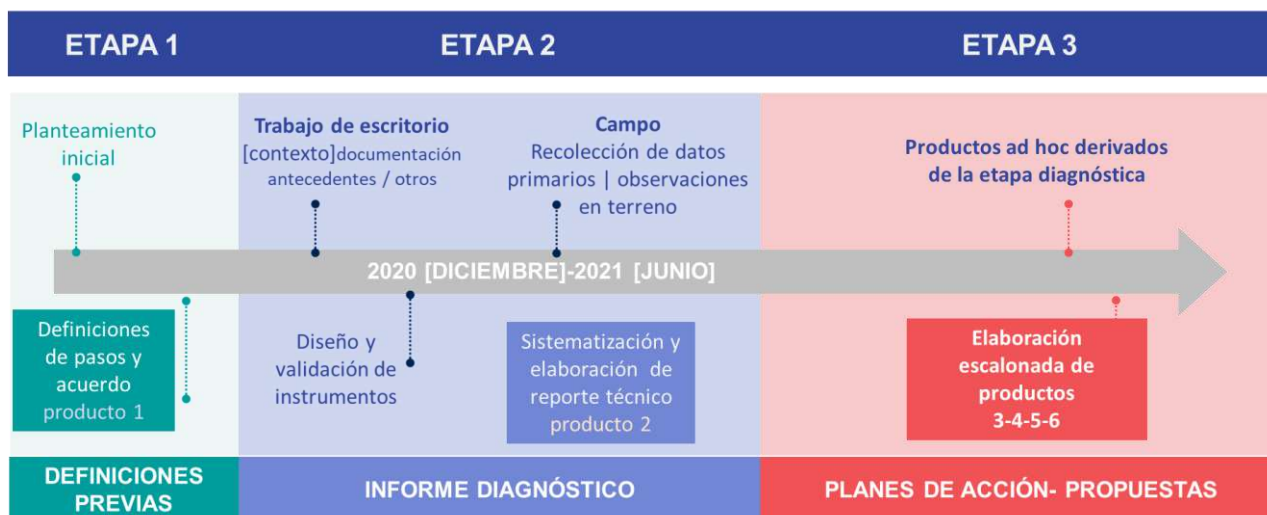 ETAPA 1
ETAPA 2
ETAPA 3
Planteamiento
inicial
Trabajo de escritorio
[contexto]documentación
antecedentes / otros
Campo
Recolección de datos
primarios | observaciones
en terreno
Productos ad hoc derivados
de la etapa diagnóstica
2020 [DICIEMBRE]-2021 [JUNIO]
Definiciones
de pasos y
acuerdo
producto 1
Diseño y
validación de
instrumentos
Sistematización y
elaboración de
reporte técnico
producto 2
Elaboración
escalonada de
productos
3-4-5-6
DEFINICIONES
PREVIAS
INFORME DIAGNÓSTICO
PLANES DE ACCIÓN- PROPUESTAS